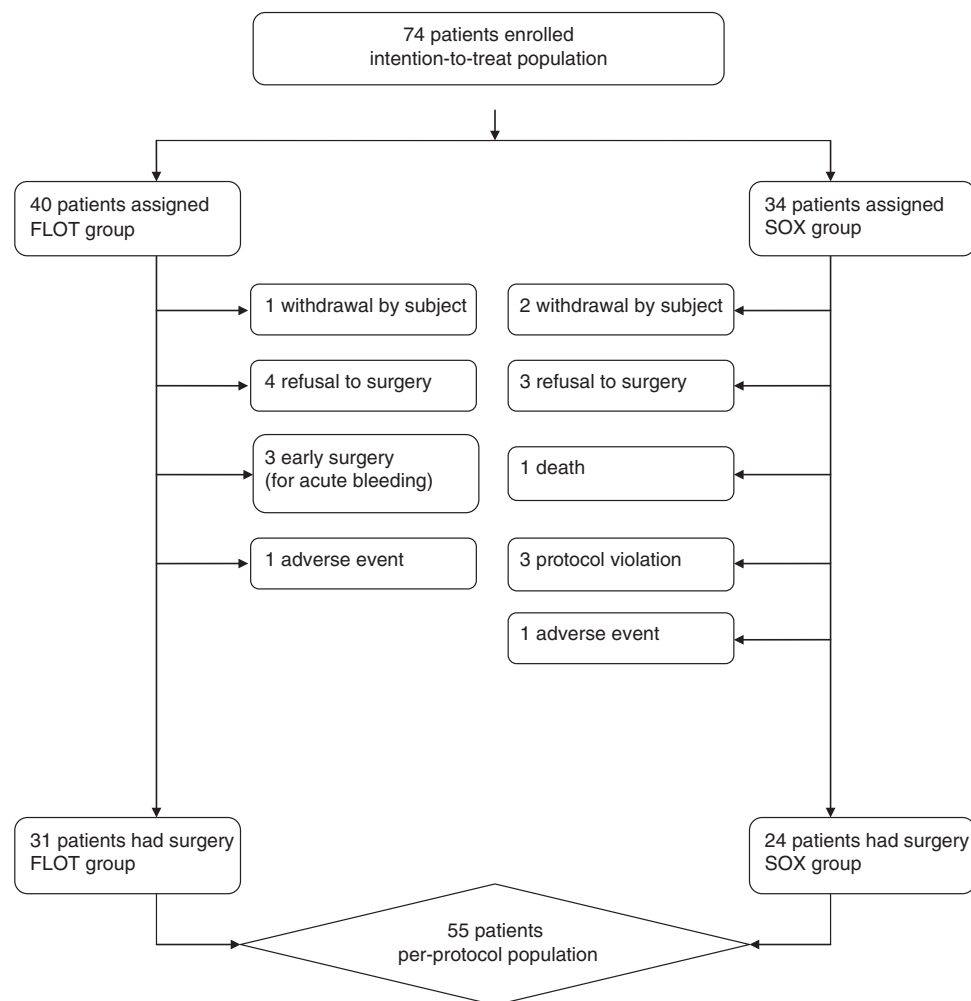 74 patients enrolled
intention-to-treat population
40 patients assigned
FLOT group
34 patients assigned
SOX group
1 withdrawal by subject
2 withdrawal by subject
4 refusal to surgery
3 refusal to surgery
3 early surgery
(for acute bleeding)
1 death
1 adverse event
3 protocol violation
1 adverse event
31 patients had surgery
FLOT group
24 patients had surgery
SOX group
55 patients
per-protocol population